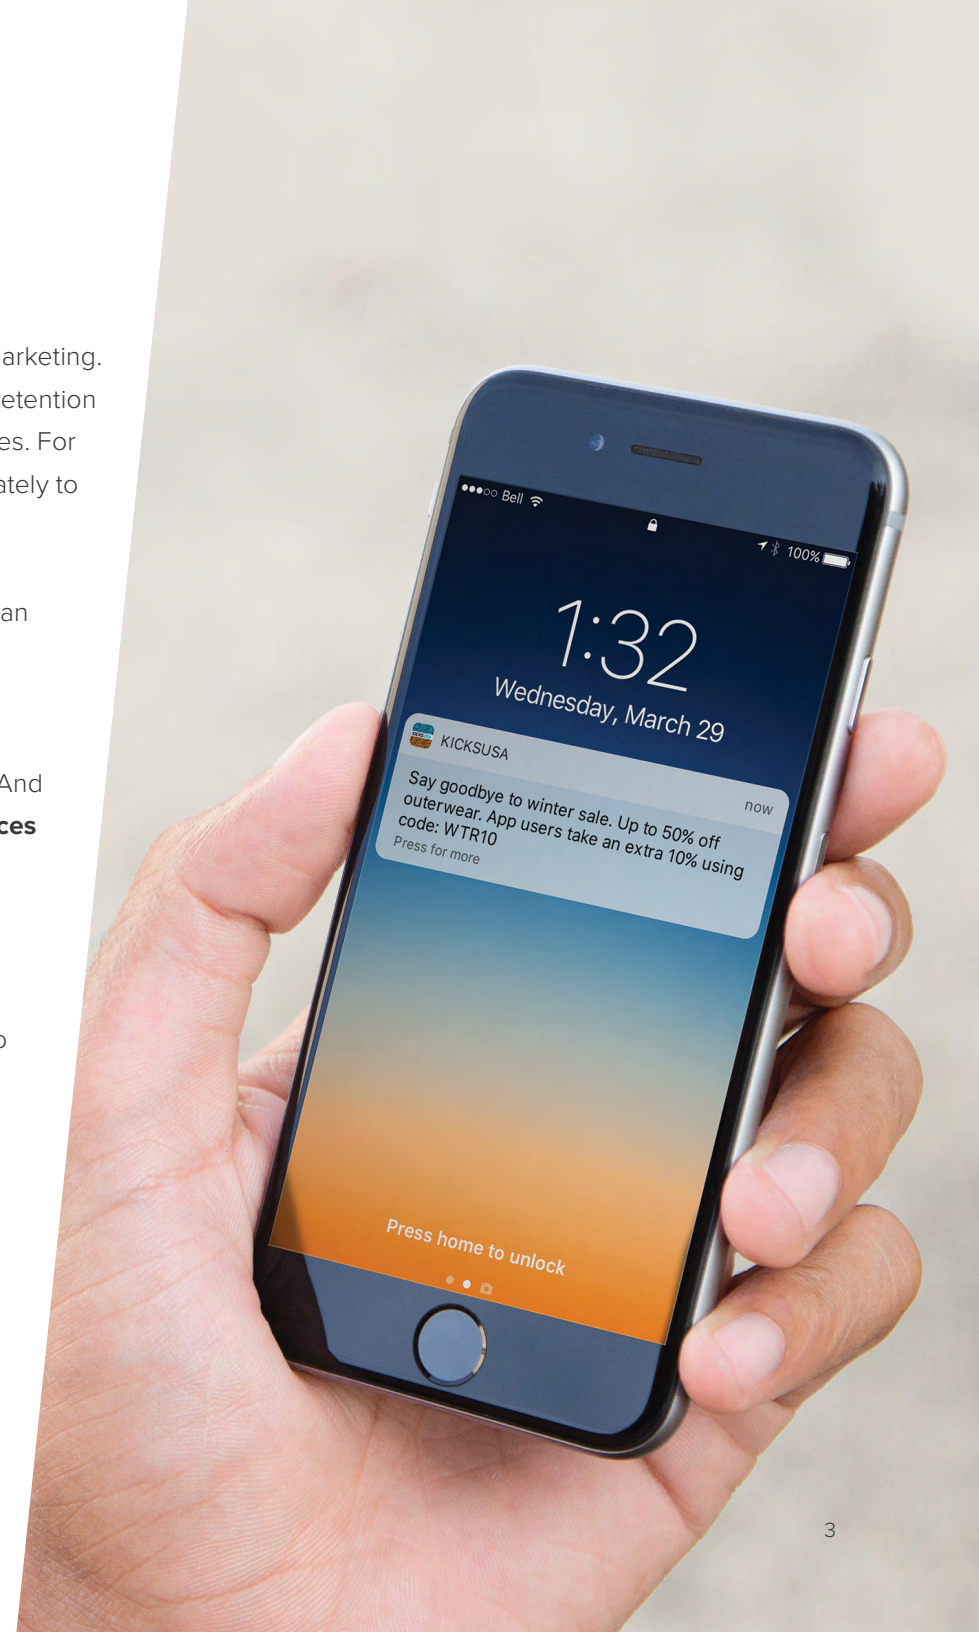 arketing.
etention
es. For
ately to
an
And
ces
o
Bell
100%
1:32
Wednesday, March 29
KICKSUSA
now
Say goodbye to winter sale. Up to 50% off
outerwear. App users take an extra 10% using
code: WTR10
Press for more
Press home to unlock
3